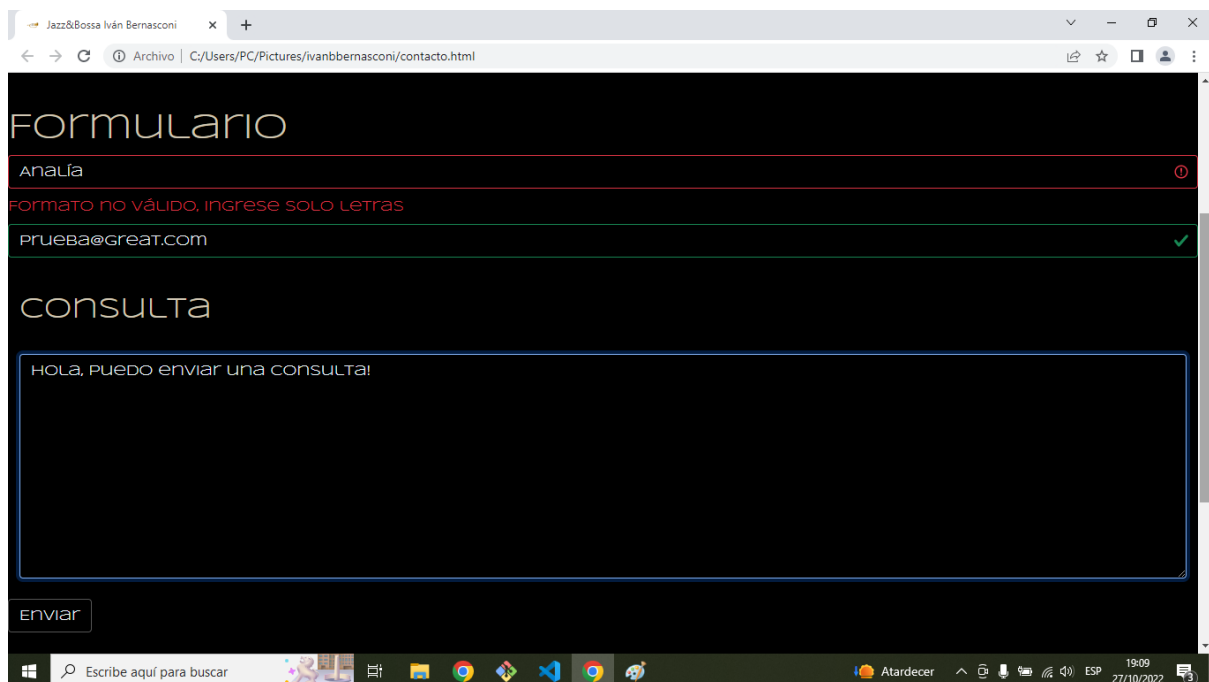 Jazz&Bossa Iván Bernasconi
Archivo | C:/Users/PC/Pictures/ivanbbernasconi/contacto.html
Formulario
Analía
Formato no válido, ingrese solo letras
prueba@great.com
Consulta
Hola, puedo enviar una consulta!
Enviar
Escribe aquí para buscar
Atardecer
ESP
19:09
27/10/2022
3